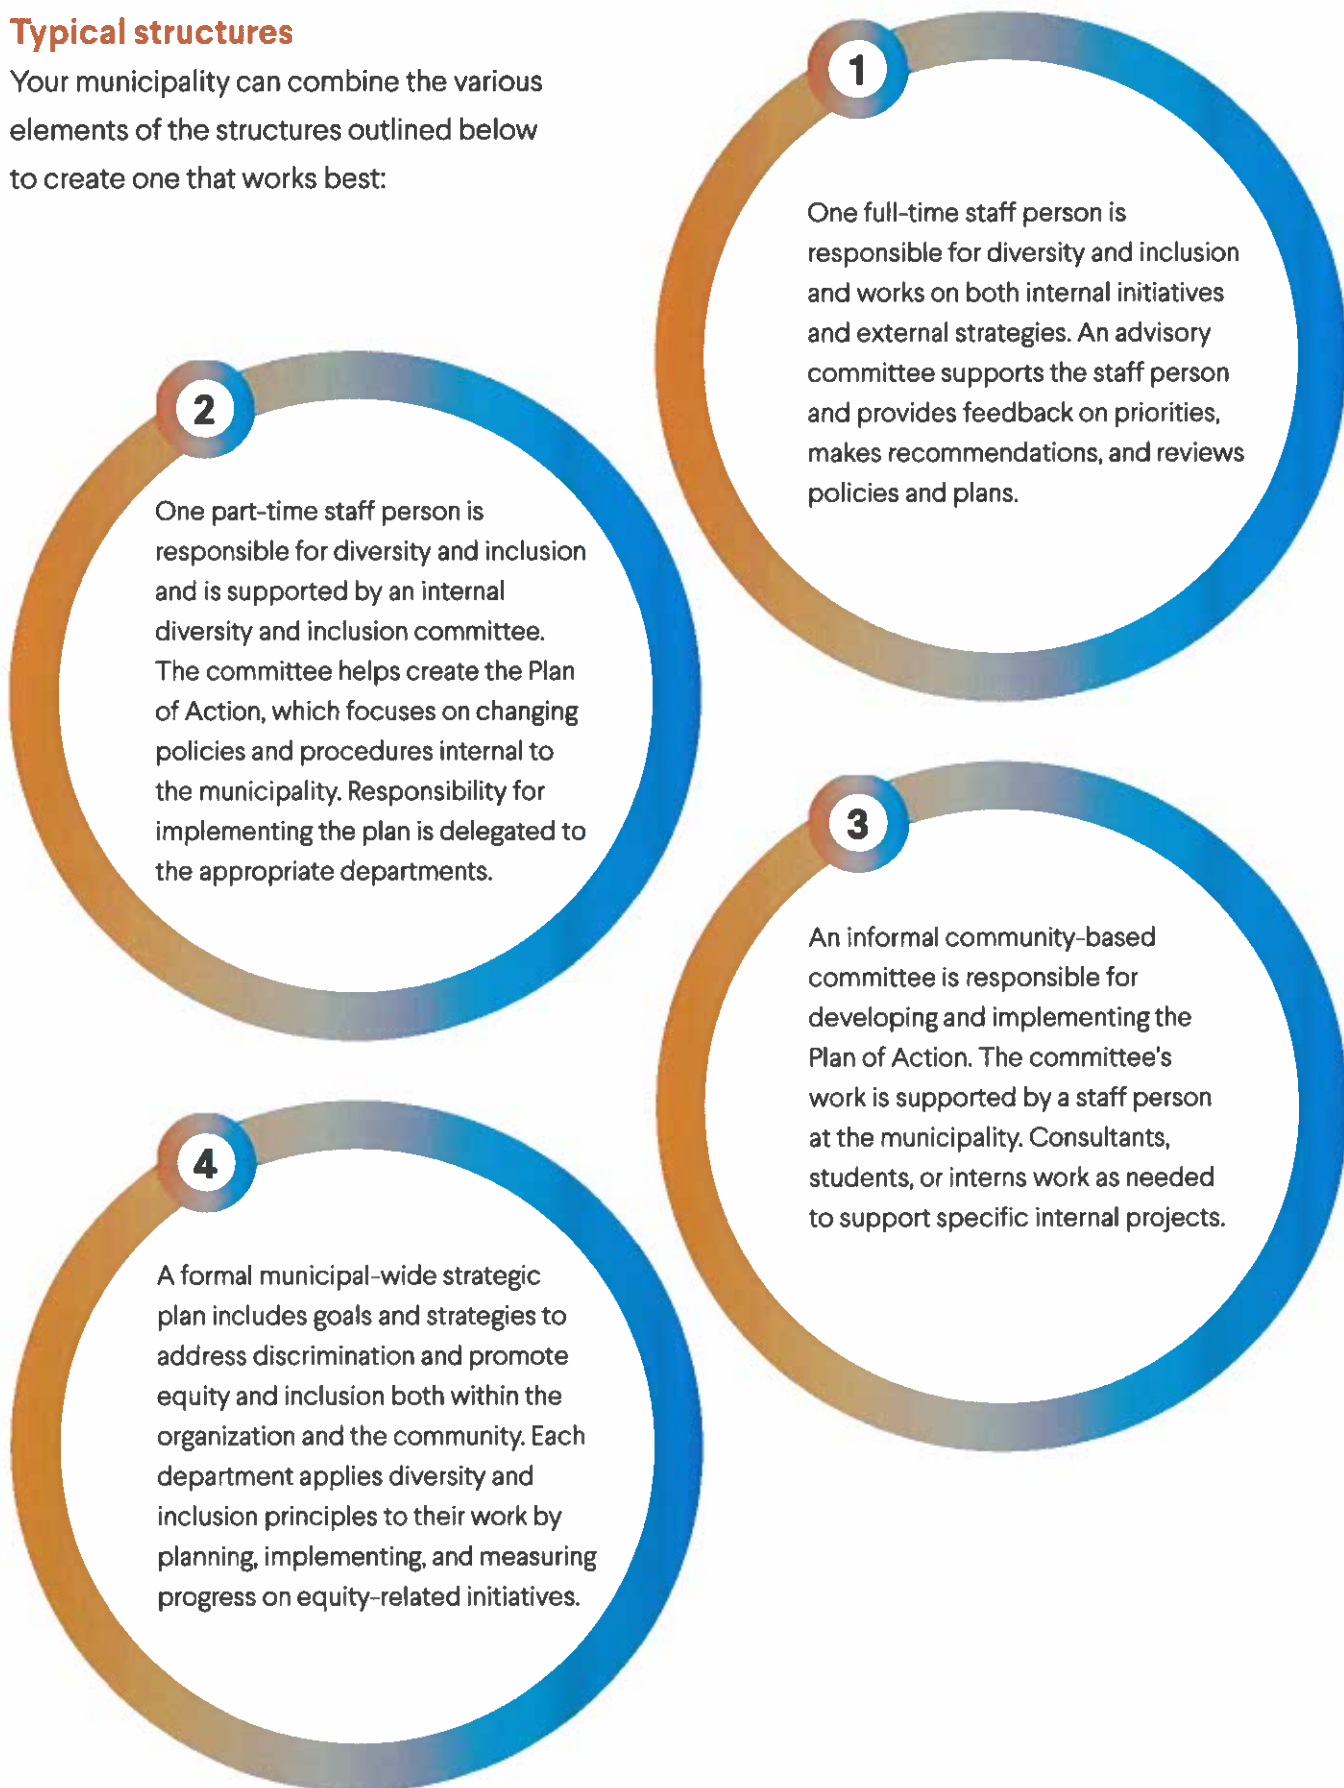 Typical structures
Your municipality can combine the various
elements of the structures outlined below
to create one that works best:
1
One full-time staff person is
responsible for diversity and inclusion
and works on both internal initiatives
and external strategies. An advisory
committee supports the staff person
and provides feedback on priorities,
makes recommendations, and reviews
policies and plans.
2
One part-time staff person is
responsible for diversity and inclusion
and is supported by an internal
diversity and inclusion committee.
The committee helps create the Plan
of Action, which focuses on changing
policies and procedures internal to
the municipality. Responsibility for
implementing the plan is delegated to
the appropriate departments.
3
An informal community-based
committee is responsible for
developing and implementing the
Plan of Action. The committee's
work is supported by a staff person
at the municipality. Consultants,
students, or interns work as needed
to support specific internal projects.
4
A formal municipal-wide strategic
plan includes goals and strategies to
address discrimination and promote
equity and inclusion both within the
organization and the community. Each
department applies diversity and
inclusion principles to their work by
planning, implementing, and measuring
progress on equity-related initiatives.